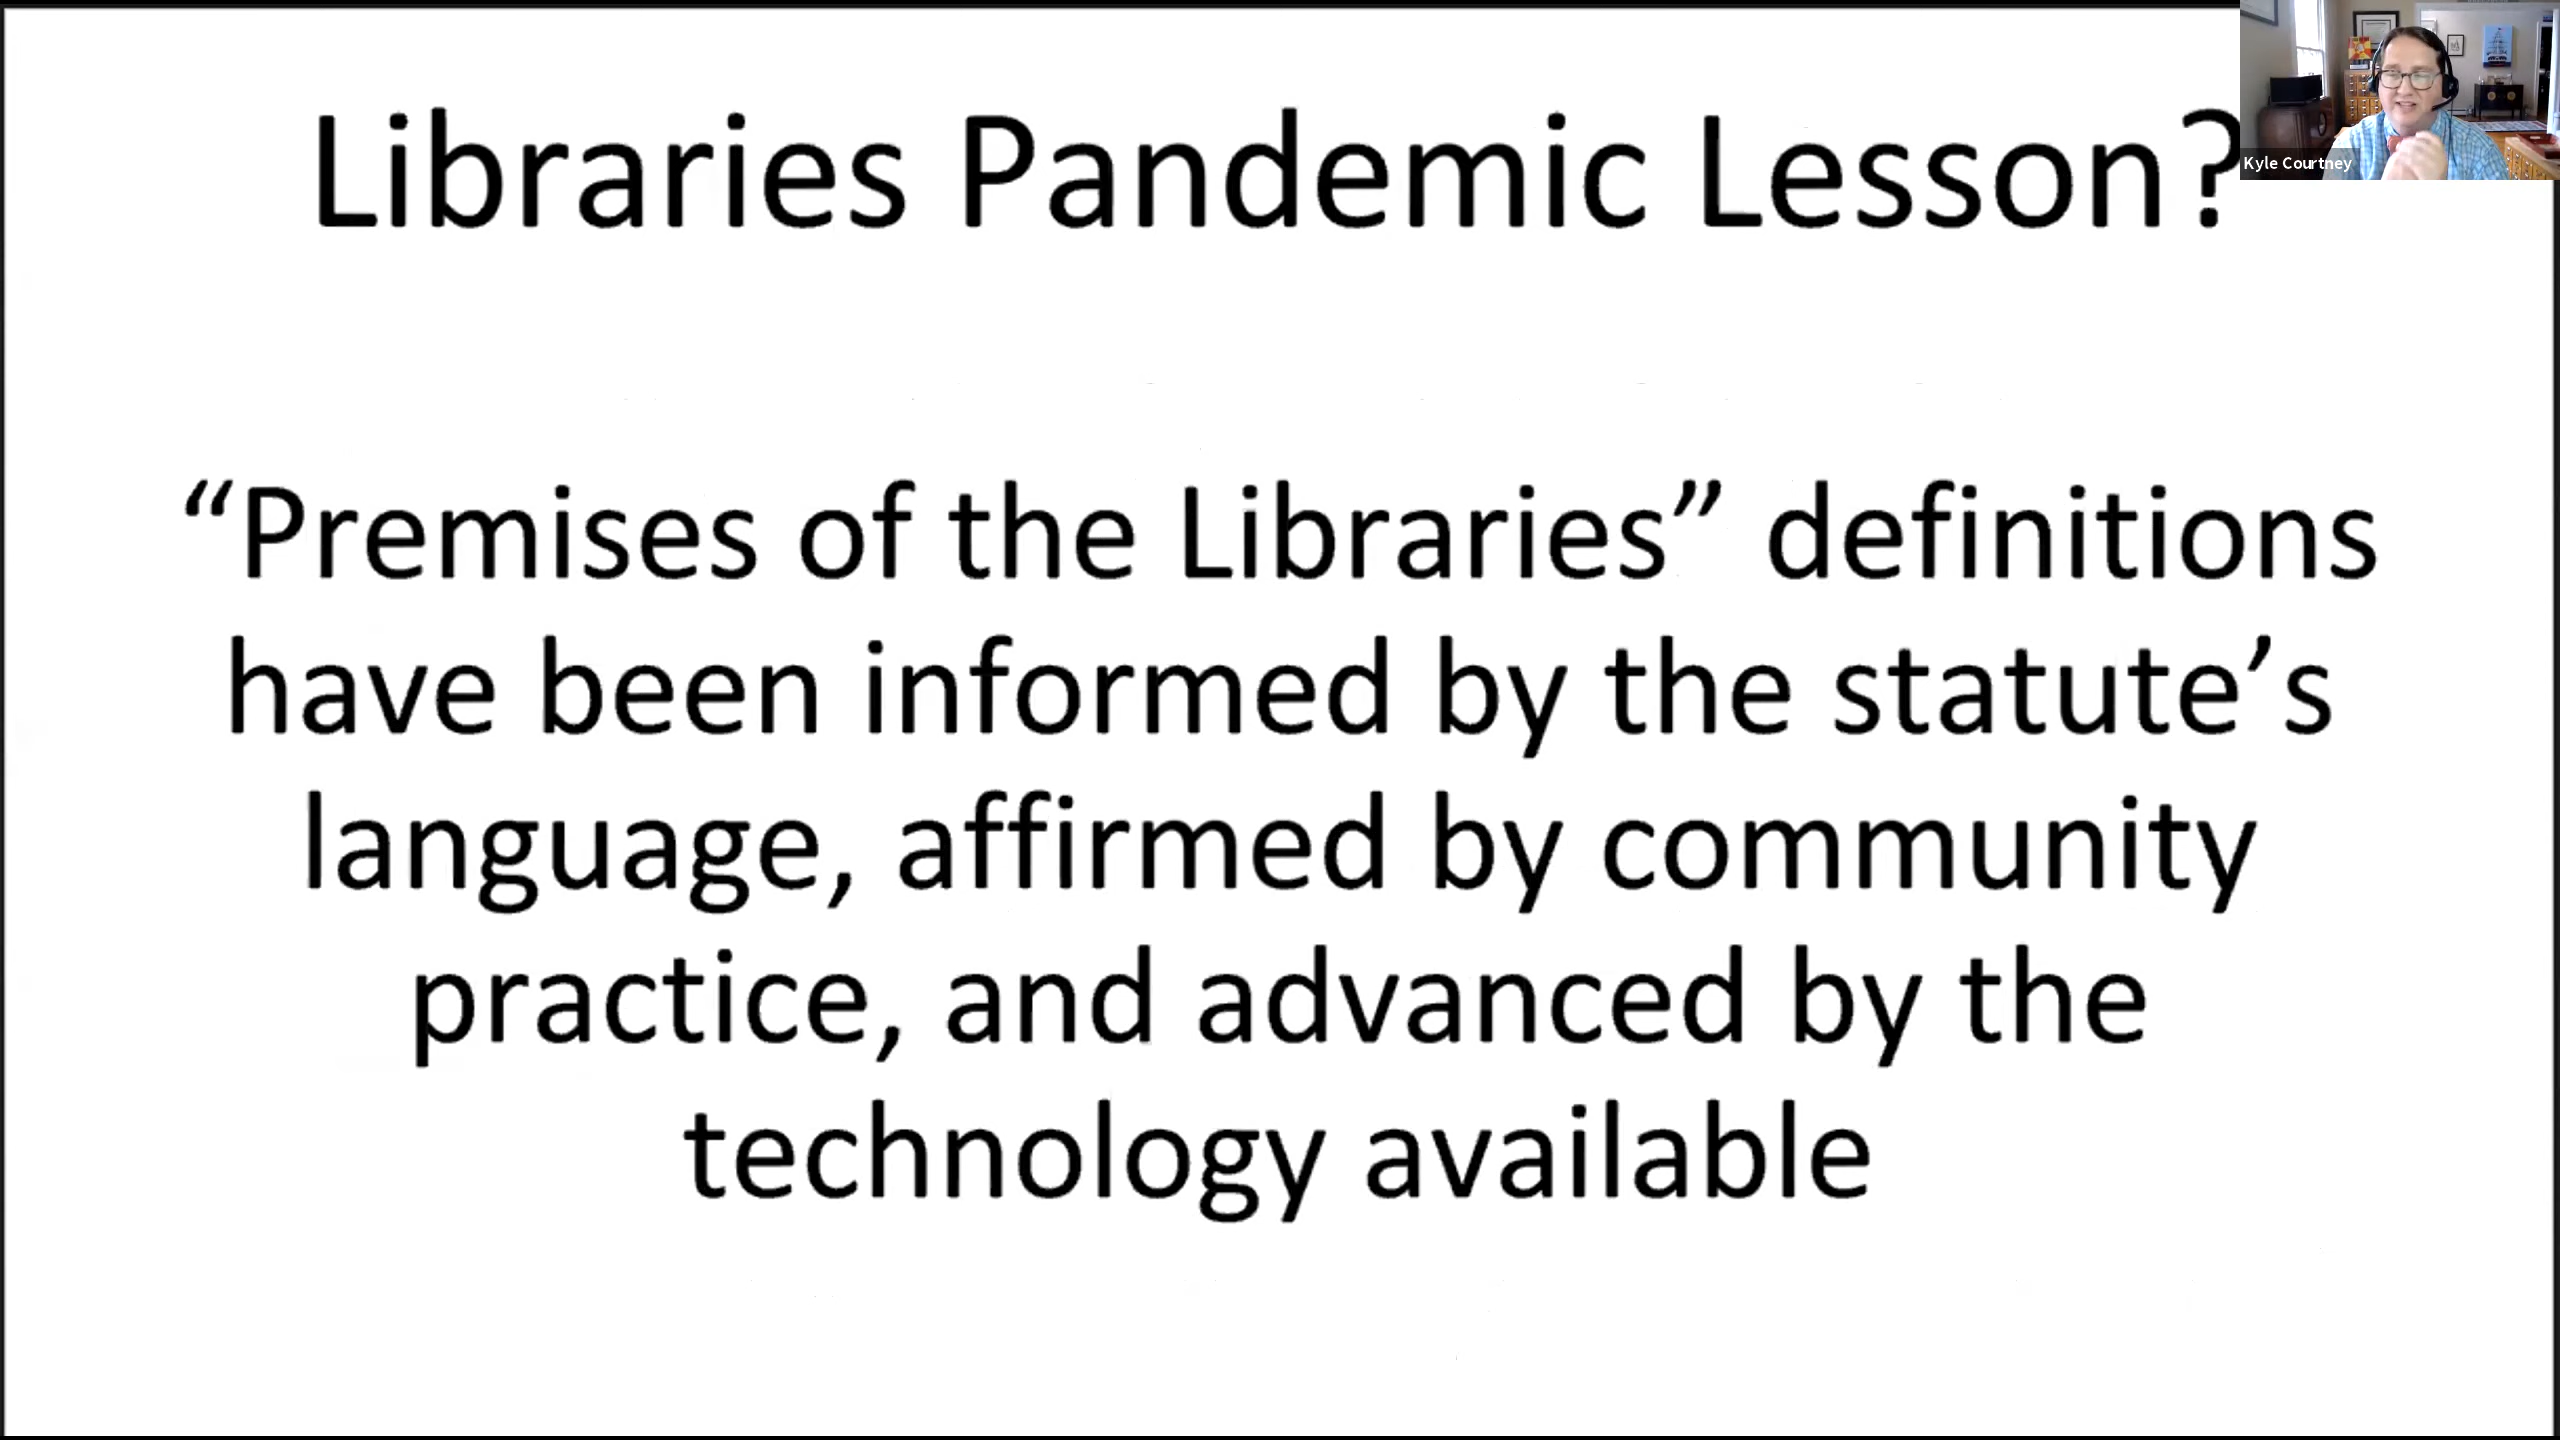 Libraries Pandemic Lesson?
Kyle Courtney
“Premises of the Libraries” definitions
have been informed by the statute’s
language, affirmed by community
practice, and advanced by the
technology available